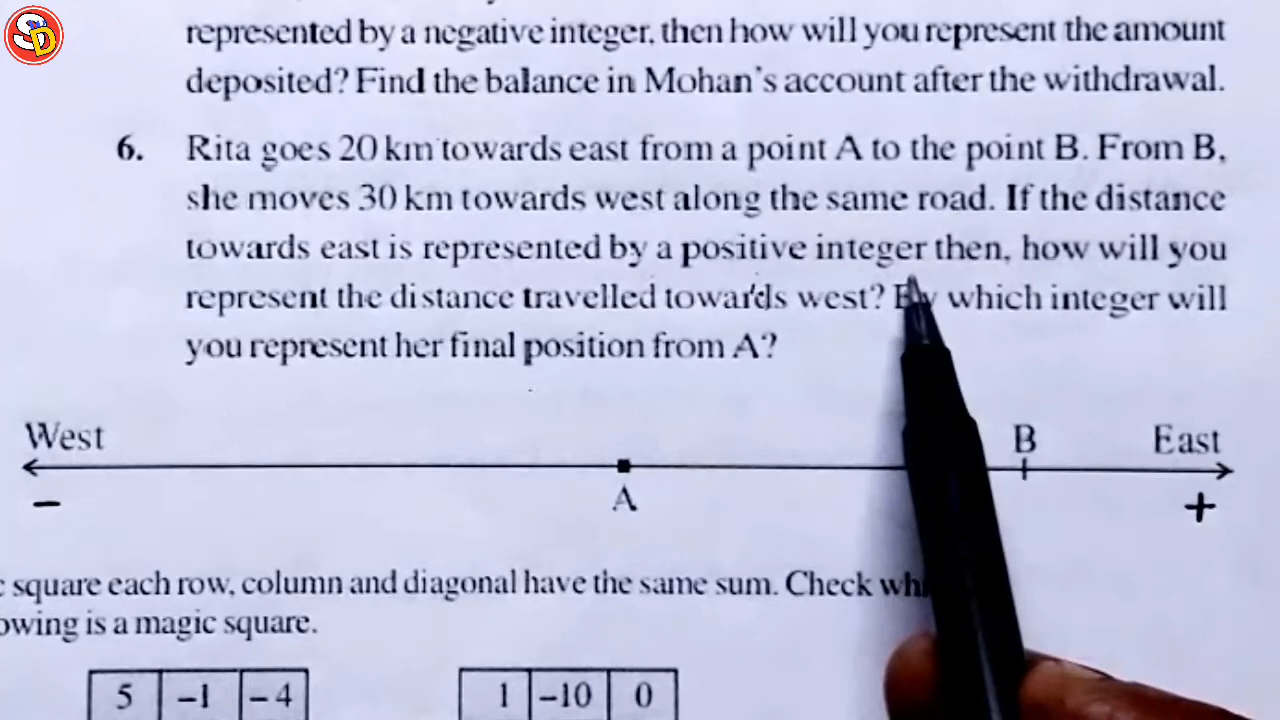 SD
represented by a negative integer, then how will you represent the amount
deposited? Find the balance in Mohan's account after the withdrawal.
6. Rita goes 20 km towards east from a point A to the point B. From B,
she moves 30 km towards west along the same road. If the distance
towards east is represented by a positive integer then, how will you
represent the distance travelled towards west? By which integer will
you represent her final position from A?
West B East
− A +
square each row, column and diagonal have the same sum. Check
owing is a magic square.
5 −1 −4 1 −10 0